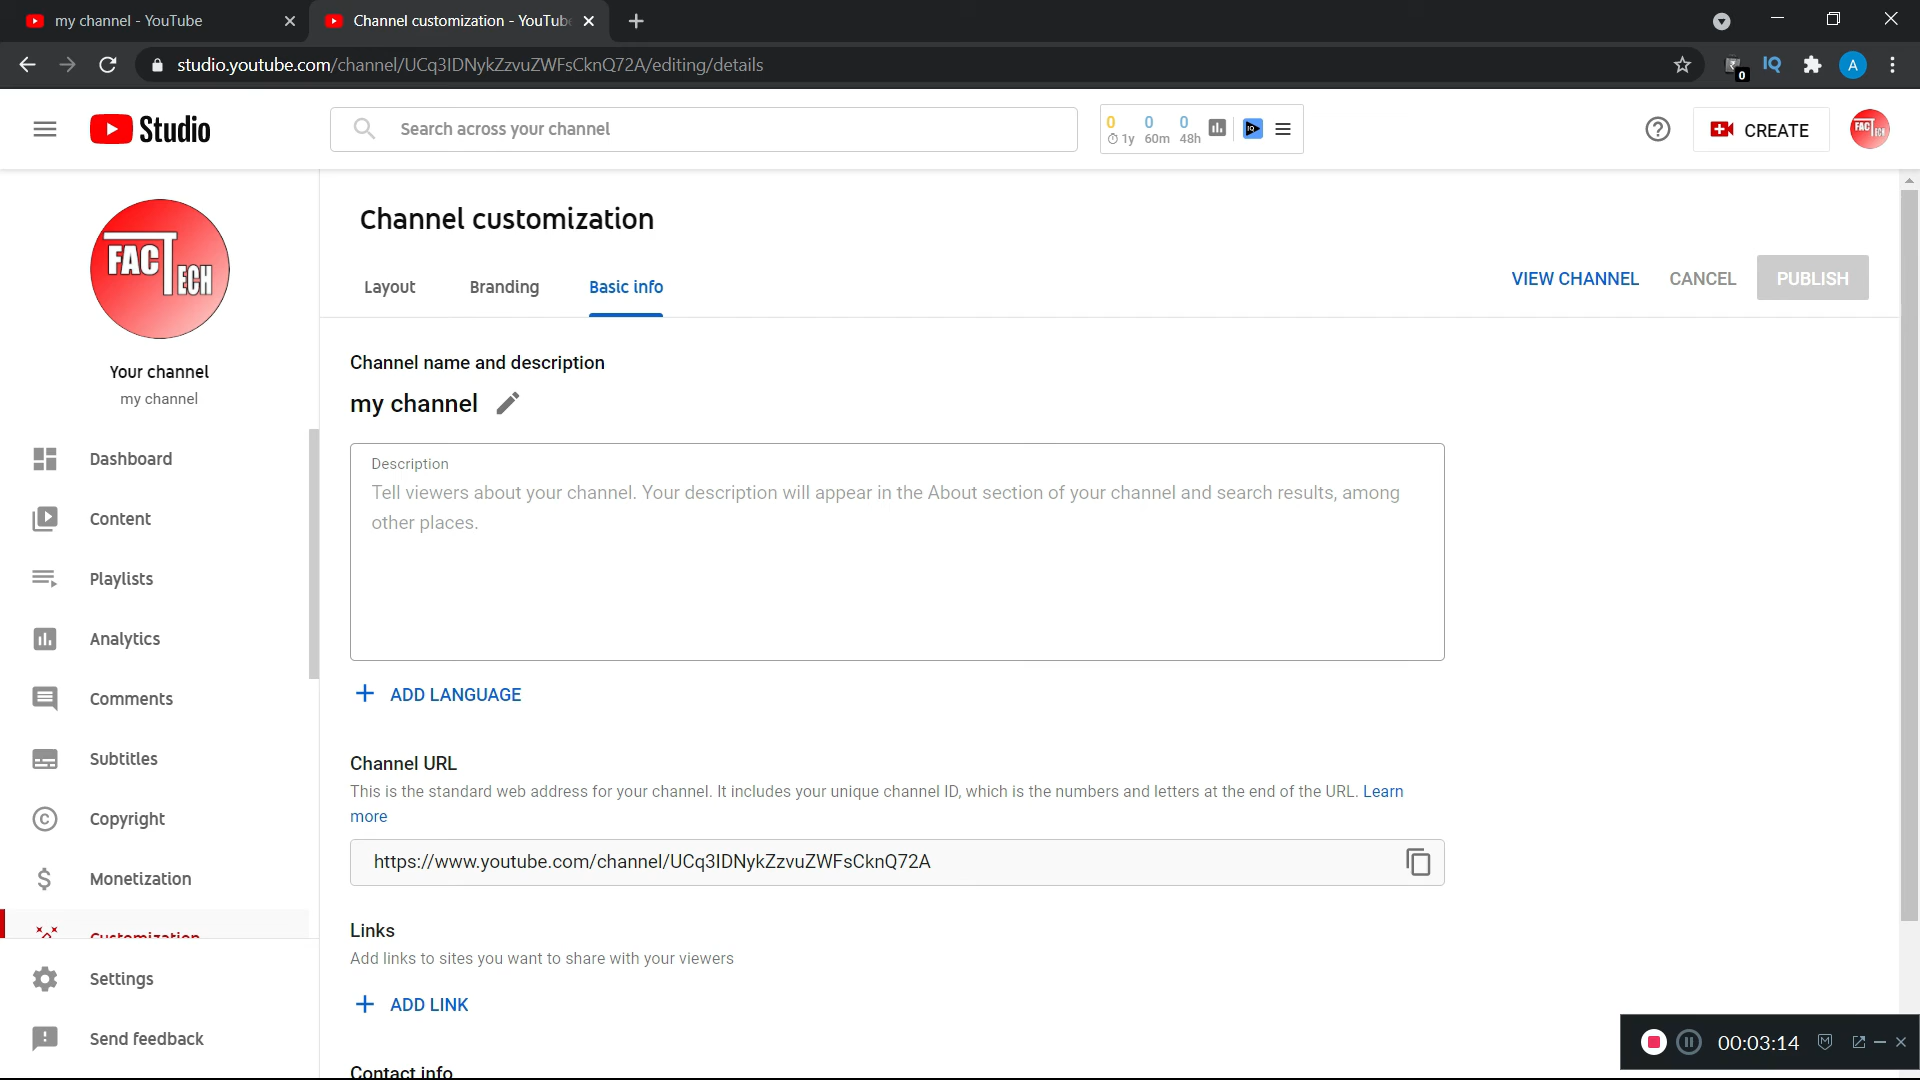 my channel - YouTube
Channel customization - YouTub
studio.youtube.com/channel/UCq3IDNykZzvuZWFsCknQ72A/editing/details
0
IQ
A
Studio
Search across your channel
0 0 0
1y 60m 48h
IQ
CREATE
FACTECH
FACTECH
Your channel
my channel
Dashboard
Content
Playlists
Analytics
Comments
Subtitles
Copyright
Monetization
Customization
Settings
Send feedback
Channel customization
Layout Branding Basic info
VIEW CHANNEL CANCEL PUBLISH
Channel name and description
my channel
Description
Tell viewers about your channel. Your description will appear in the About section of your channel and search results, among
other places.
ADD LANGUAGE
Channel URL
This is the standard web address for your channel. It includes your unique channel ID, which is the numbers and letters at the end of the URL. Learn
more
https://www.youtube.com/channel/UCq3IDNykZzvuZWFsCknQ72A
Links
Add links to sites you want to share with your viewers
ADD LINK
Contact info
00:03:14